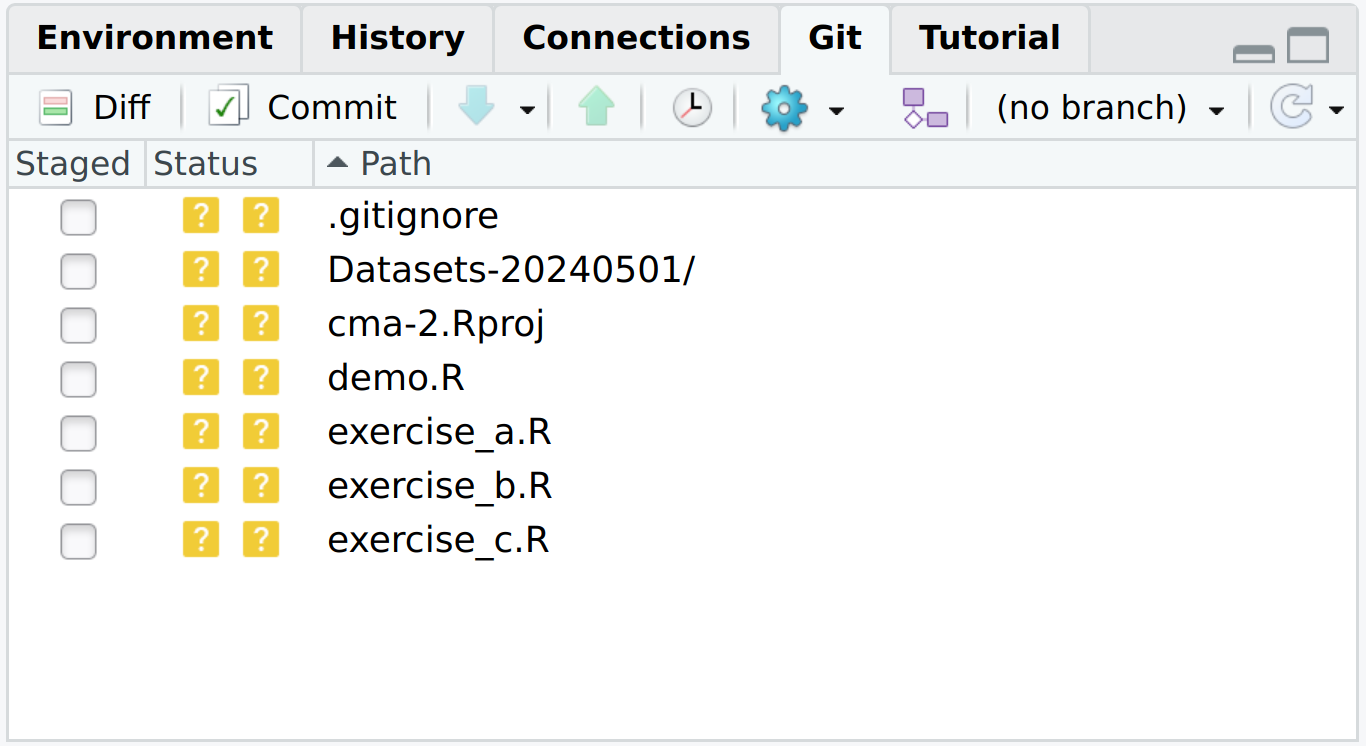 Environment History Connections Git Tutorial
Diff Commit (no branch)
Staged Status Path
? ? .gitignore
? ? Datasets-20240501/
? ? cma-2.Rproj
? ? demo.R
? ? exercise_a.R
? ? exercise_b.R
? ? exercise_c.R